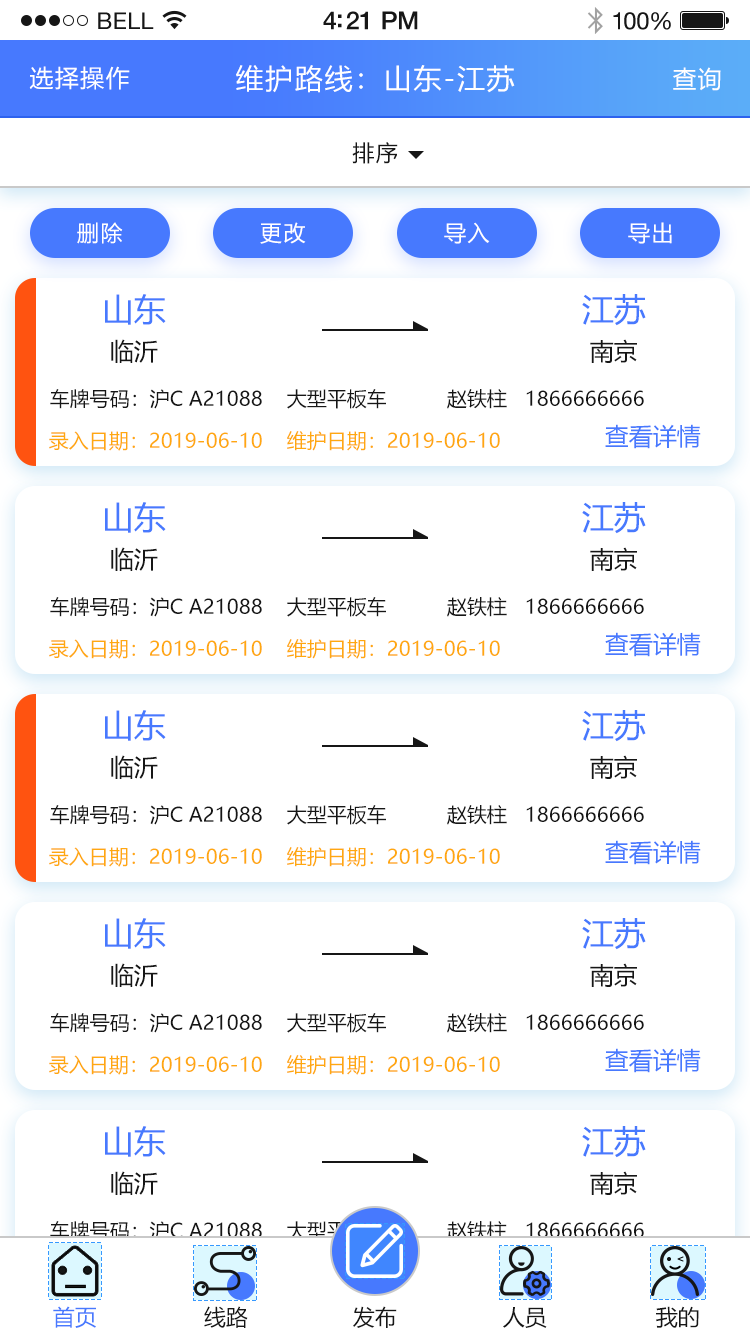 BELL 4:21 PM 100%
选择操作 维护路线：山东-江苏 查询
排序
删除 更改 导入 导出
山东 江苏
临沂 南京
车牌号码：沪C A21088 大型平板车 赵铁柱 1866666666
录入日期：2019-06-10 维护日期：2019-06-10 查看详情
山东 江苏
临沂 南京
车牌号码：沪C A21088 大型平板车 赵铁柱 1866666666
录入日期：2019-06-10 维护日期：2019-06-10 查看详情
山东 江苏
临沂 南京
车牌号码：沪C A21088 大型平板车 赵铁柱 1866666666
录入日期：2019-06-10 维护日期：2019-06-10 查看详情
山东 江苏
临沂 南京
车牌号码：沪C A21088 大型平板车 赵铁柱 1866666666
录入日期：2019-06-10 维护日期：2019-06-10 查看详情
山东 江苏
临沂 南京
车牌号码：沪C A21088 大型平 赵铁柱 1866666666
首页 线路 发布 人员 我的